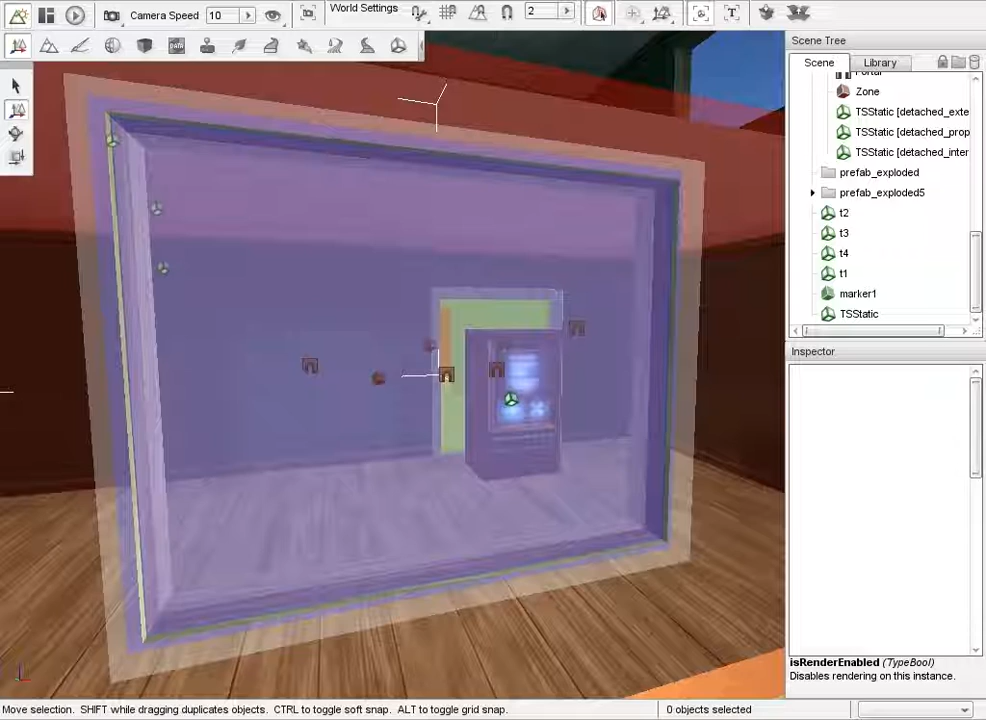 Camera Speed 10
World Settings
2
T
PATH
Scene Tree
Scene Library
Portal
Zone
TSStatic [detached_exte
TSStatic [detached_prop
TSStatic [detached_inter
prefab_exploded
prefab_exploded5
t2
t3
t4
t1
marker1
TSStatic
Inspector
isRenderEnabled (TypeBool)
Disables rendering on this instance.
Move selection. SHIFT while dragging duplicates objects. CTRL to toggle soft snap. ALT to toggle grid snap.
0 objects selected